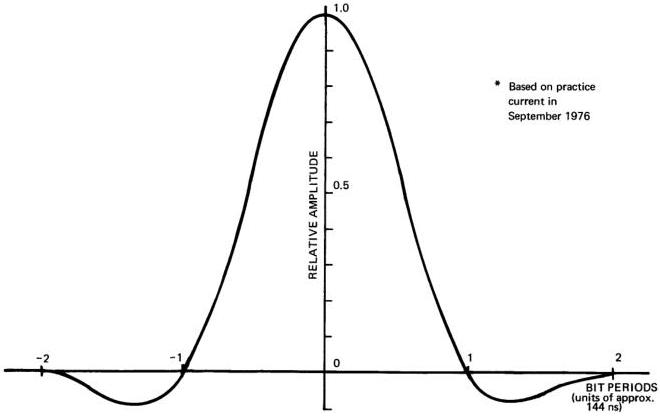 1.0
* Based on practice
current in
September 1976
RELATIVE AMPLITUDE
0.5
-2
-1
0
1
2
BIT PERIODS
(units of approx.
144 ns)